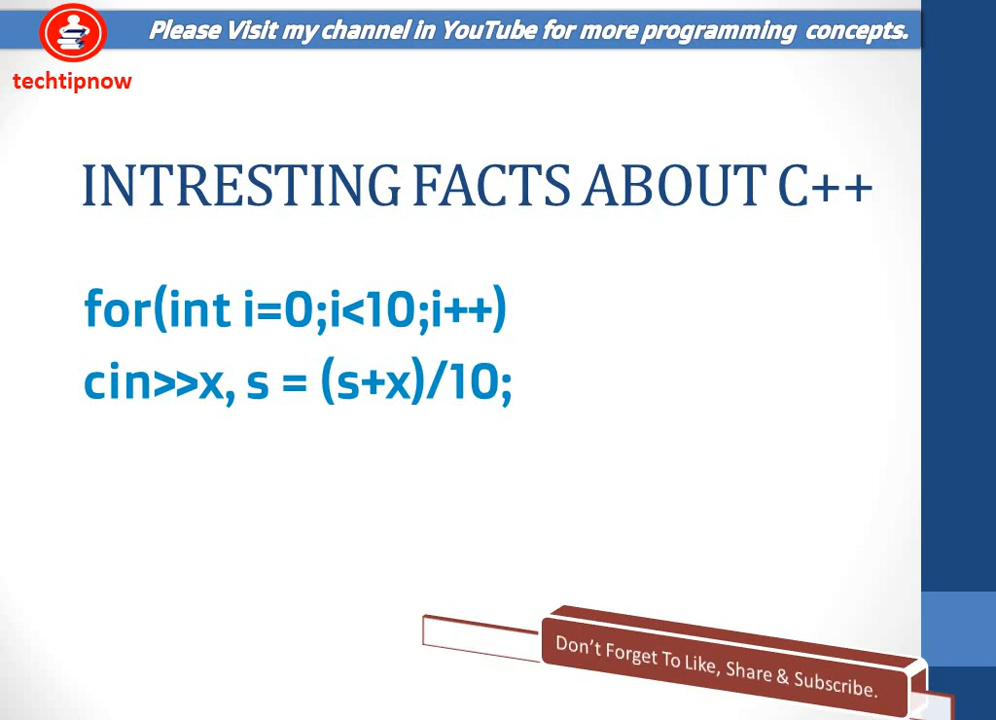 Please Visit my channel in YouTube for more programming concepts.
techtipnow
INTRESTING FACTS ABOUT C++
for(int i=0;i<10;i++)
cin>>x, s = (s+x)/10;
Don't Forget To Like, Share & Subscribe.